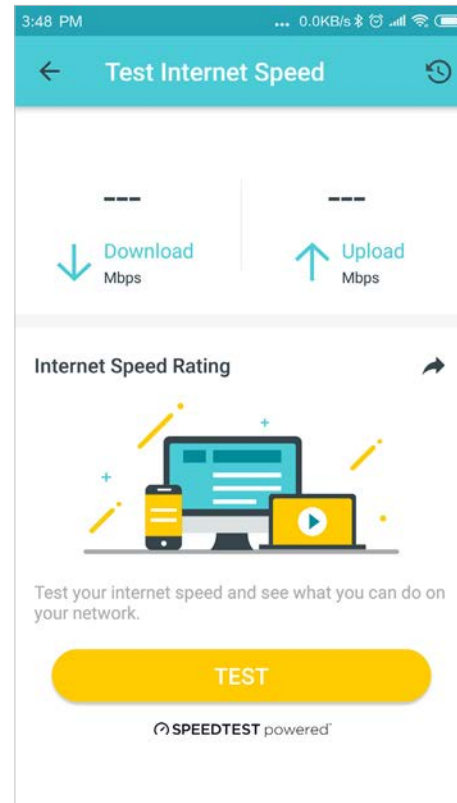 3:48 PM ... 0.0KB/s
Test Internet Speed
--- ---
Download Upload
Mbps Mbps
Internet Speed Rating
Test your internet speed and see what you can do on
your network.
TEST
SPEEDTEST powered